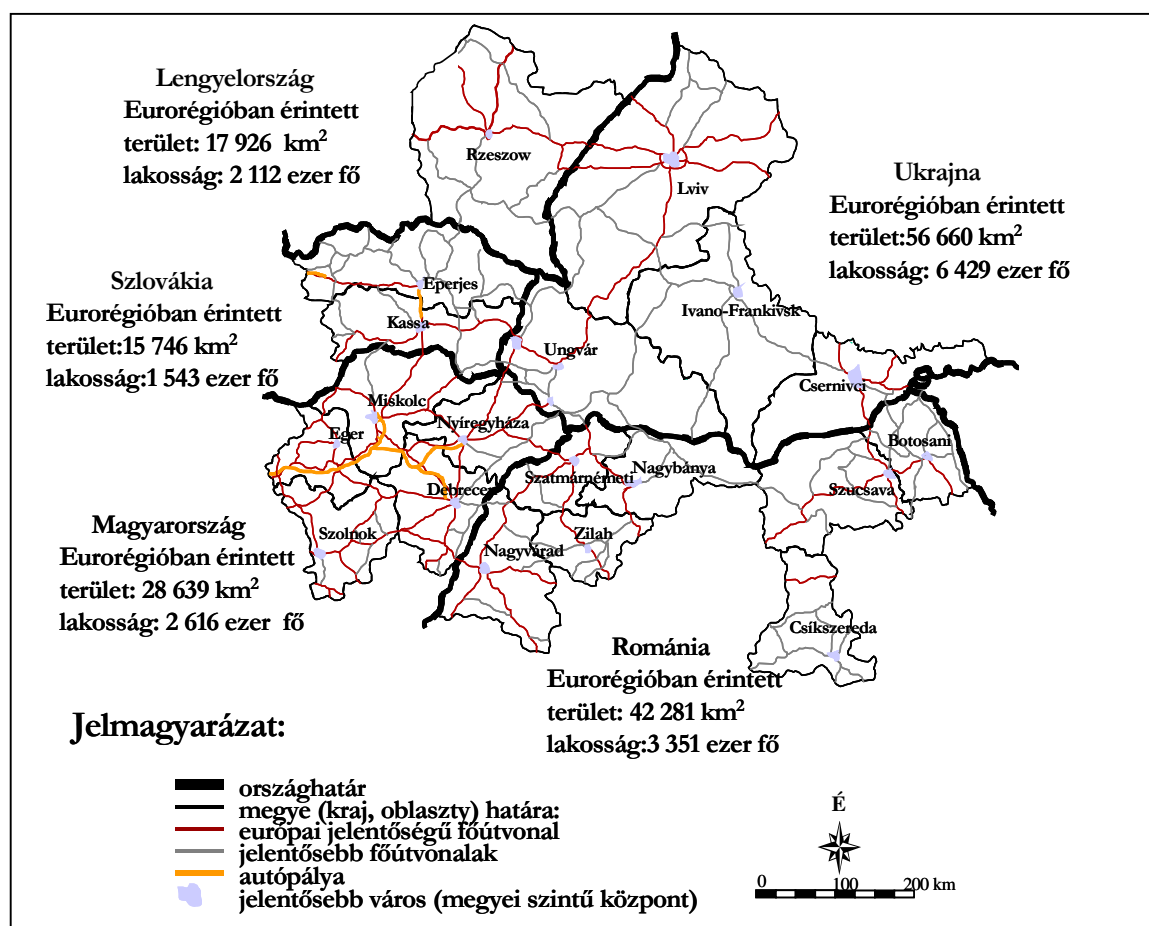 Lengyelország
Eurorégióban érintett
terület: 17 926 km²
lakosság: 2 112 ezer fő
Ukrajna
Eurorégióban érintett
terület:56 660 km²
lakosság: 6 429 ezer fő
Szlovákia
Eurorégióban érintett
terület:15 746 km²
lakosság:1 543 ezer fő
Rzeszow
Lviv
Eperjes
Ivano-Frankivsk
Kassa
Ungvár
Csernivci
Miskolc
Nyíregyháza
Eger
Botosani
Nagybánya
Szatmárnémeti
Debrecen
Szucsava
Szolnok
Zilah
Nagyvárad
Csíkszereda
Magyarország
Eurorégióban érintett
terület: 28 639 km²
lakosság: 2 616 ezer fő
Románia
Eurorégióban érintett
terület: 42 281 km²
lakosság:3 351 ezer fő
Jelmagyarázat:
országhatár
megye (kraj, oblaszty) határa:
európai jelentőségű főútvonal
jelentősebb főútvonalak
autópálya
jelentősebb város (megyei szintű központ)
É
0 100 200 km